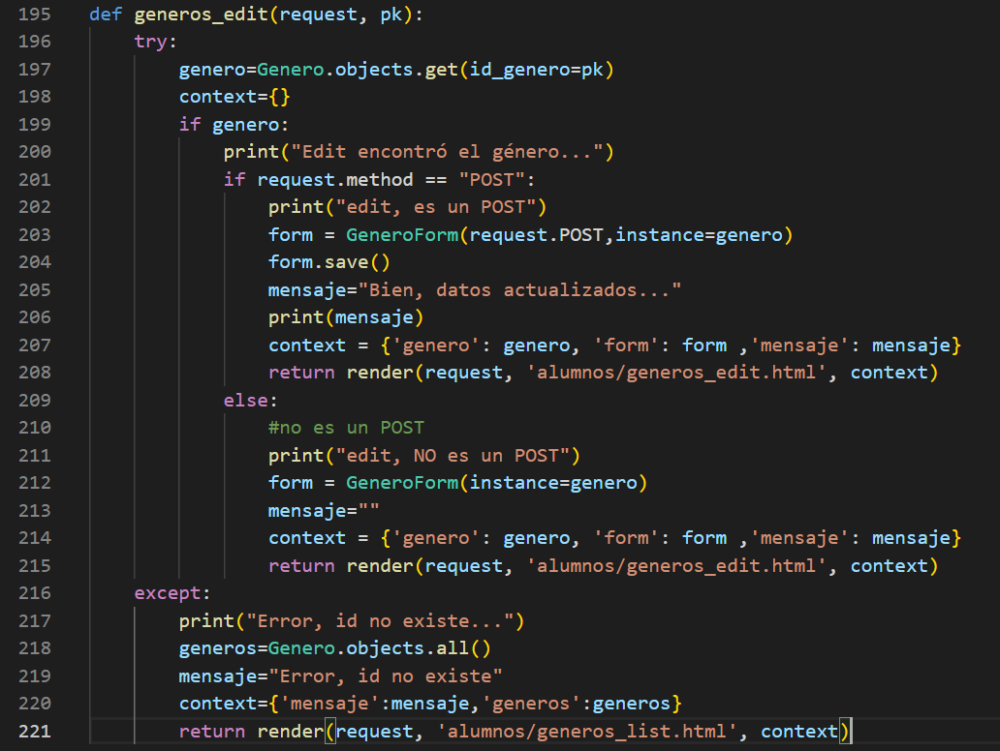 195 def generos_edit(request, pk):
196     try:
197         genero=Genero.objects.get(id_genero=pk)
198         context={}
199         if genero:
200             print("Edit encontró el género...")
201             if request.method == "POST":
202                 print("edit, es un POST")
203                 form = GeneroForm(request.POST,instance=genero)
204                 form.save()
205                 mensaje="Bien, datos actualizados..."
206                 print(mensaje)
207                 context = {'genero': genero, 'form': form ,'mensaje': mensaje}
208                 return render(request, 'alumnos/generos_edit.html', context)
209             else:
210                 #no es un POST
211                 print("edit, NO es un POST")
212                 form = GeneroForm(instance=genero)
213                 mensaje=""
214                 context = {'genero': genero, 'form': form ,'mensaje': mensaje}
215                 return render(request, 'alumnos/generos_edit.html', context)
216     except:
217         print("Error, id no existe...")
218         generos=Genero.objects.all()
219         mensaje="Error, id no existe"
220         context={'mensaje':mensaje,'generos':generos}
221         return render(request, 'alumnos/generos_list.html', context)